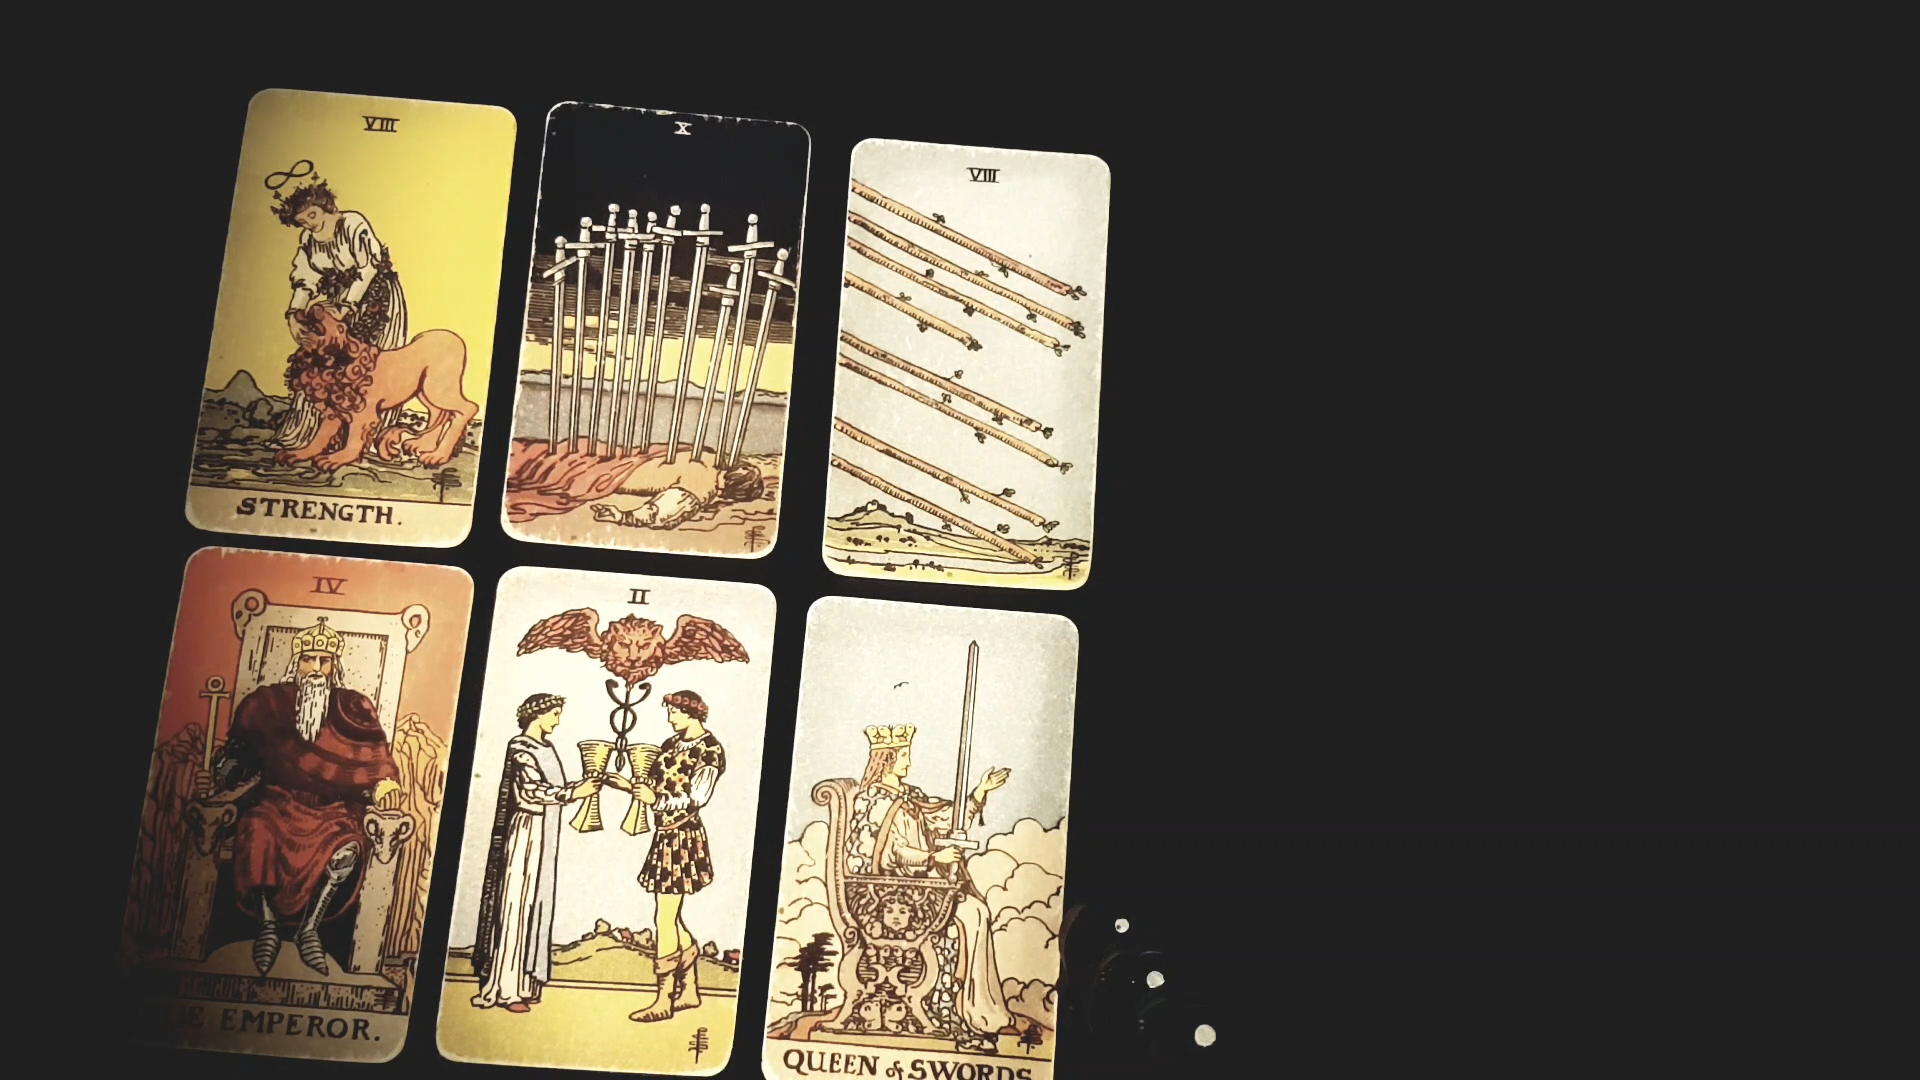 VIII
STRENGTH.
X
VIII
IV
EMPEROR.
II
QUEEN of SWORDS